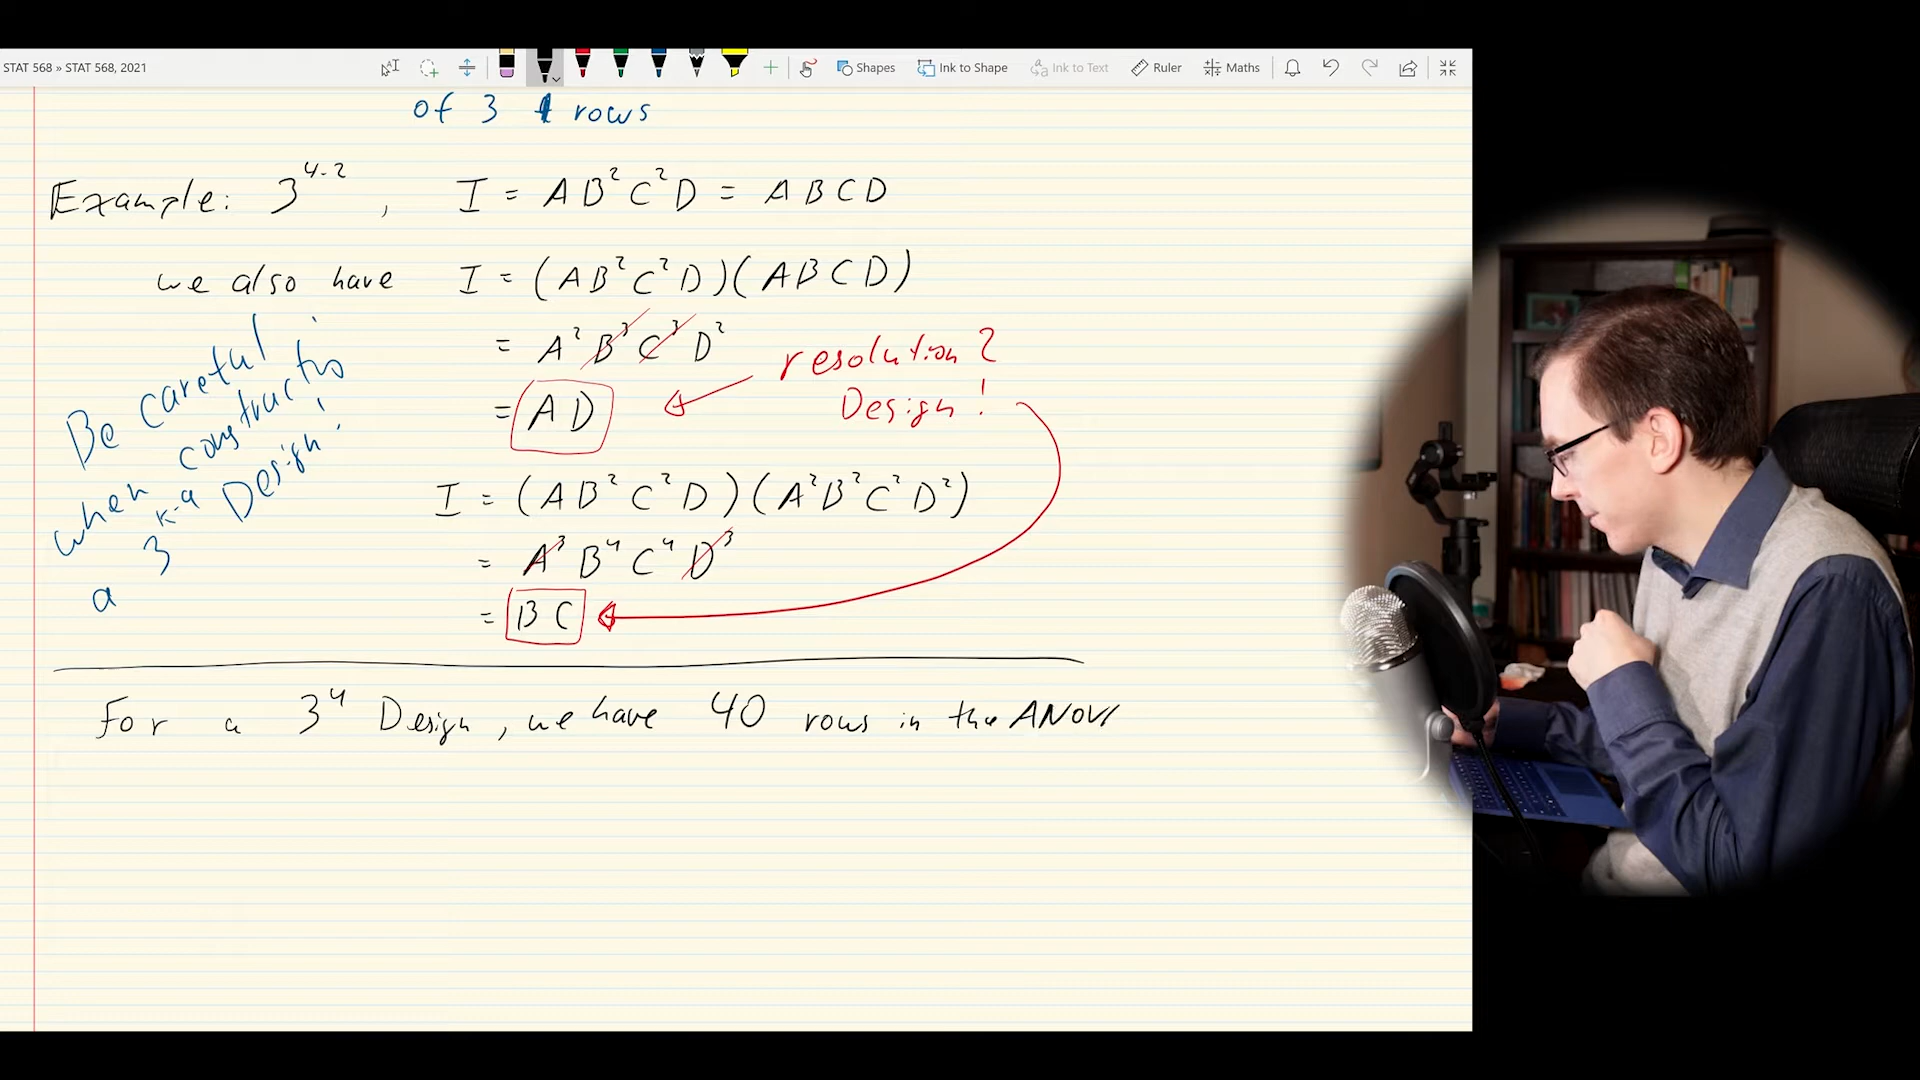 STAT 568 » STAT 568, 2021
Shapes
Ink to Shape
Ink to Text
Ruler
Maths
of 3 rows
Example: 3^{4-2}, I = AB²C²D = ABCD
we also have I = (AB²C²D)(ABCD)
= A²B³C³D²
= AD
resolution 2
Design!
I = (AB²C²D)(A²B²C²D²)
= A³B⁴C⁴D³
= BC
Be careful
when constructing
a 3^{k-q} Design!
For a 3⁴ Design, we have 40 rows in the ANOV